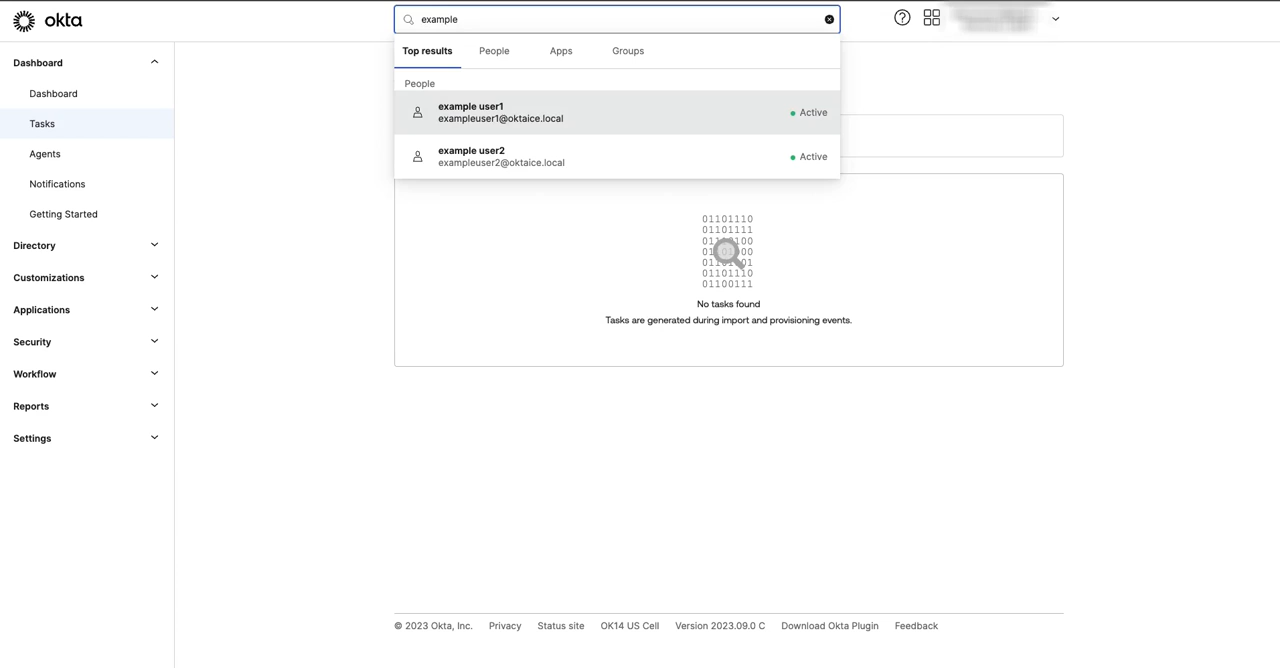 okta
example
Top results People Apps Groups
People
example user1
exampleuser1@oktaice.local
Active
example user2
exampleuser2@oktaice.local
Active
Dashboard
Dashboard
Tasks
Agents
Notifications
Getting Started
Directory
Customizations
Applications
Security
Workflow
Reports
Settings
01101110
01101111
01100111
No tasks found
Tasks are generated during import and provisioning events.
© 2023 Okta, Inc. Privacy Status site OK14 US Cell Version 2023.09.0 C Download Okta Plugin Feedback